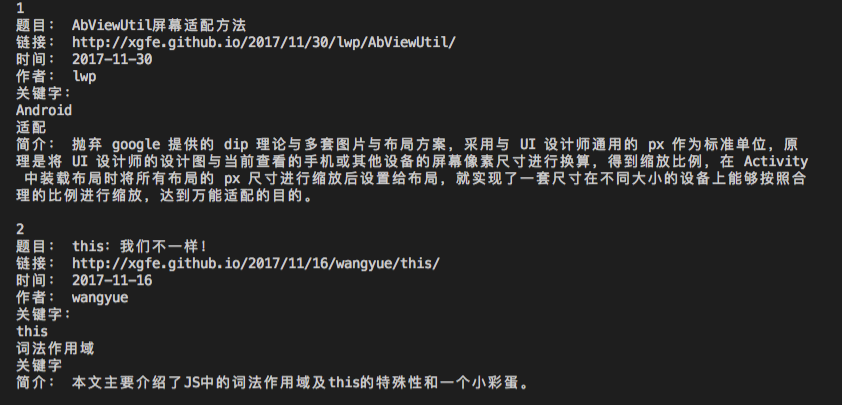 1
题目： AbViewUtil屏幕适配方法
链接： http://xgfe.github.io/2017/11/30/lwp/AbViewUtil/
时间： 2017-11-30
作者： lwp
关键字：
Android
适配
简介： 抛弃 google 提供的 dip 理论与多套图片与布局方案，采用与 UI 设计师通用的 px 作为标准单位，原
理是将 UI 设计师的设计图与当前查看的手机或其他设备的屏幕像素尺寸进行换算，得到缩放比例，在 Activity
中装载布局时将所有布局的 px 尺寸进行缩放后设置给布局，就实现了一套尺寸在不同大小的设备上能够按照合
理的比例进行缩放，达到万能适配的目的。
2
题目： this：我们不一样！
链接： http://xgfe.github.io/2017/11/16/wangyue/this/
时间： 2017-11-16
作者： wangyue
关键字：
this
词法作用域
关键字
简介： 本文主要介绍了JS中的词法作用域及this的特殊性和一个小彩蛋。